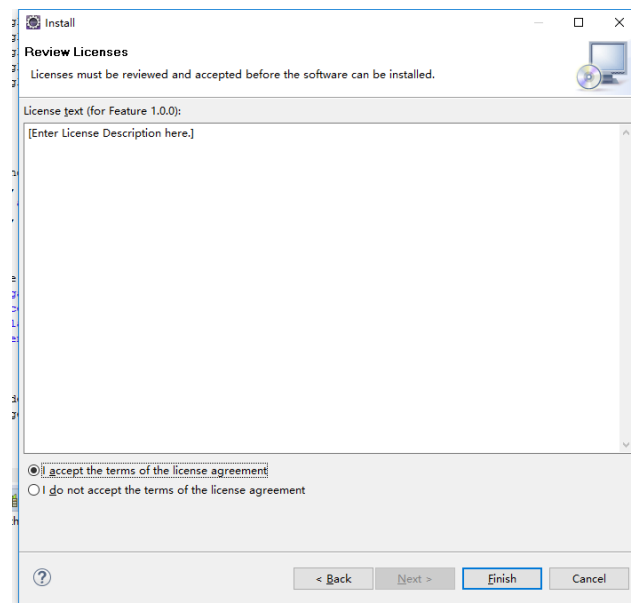 Install
Review Licenses
Licenses must be reviewed and accepted before the software can be installed.
License text (for Feature 1.0.0):
[Enter License Description here.]
I accept the terms of the license agreement
I do not accept the terms of the license agreement
< Back
Next >
Finish
Cancel